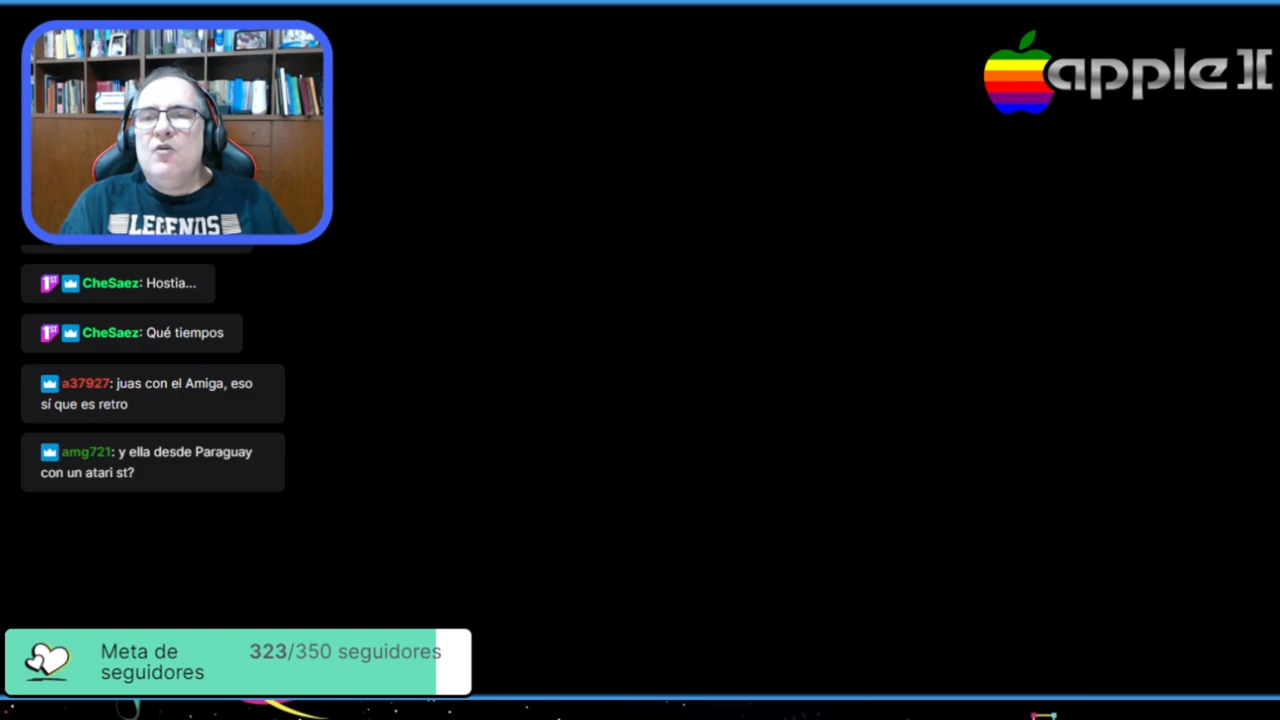 apple ][
LEGENDS
CheSaez: Hostia...
CheSaez: Qué tiempos
a37927: juas con el Amiga, eso
sí que es retro
amg721: y ella desde Paraguay
con un atari st?
Meta de
seguidores
323/350 seguidores